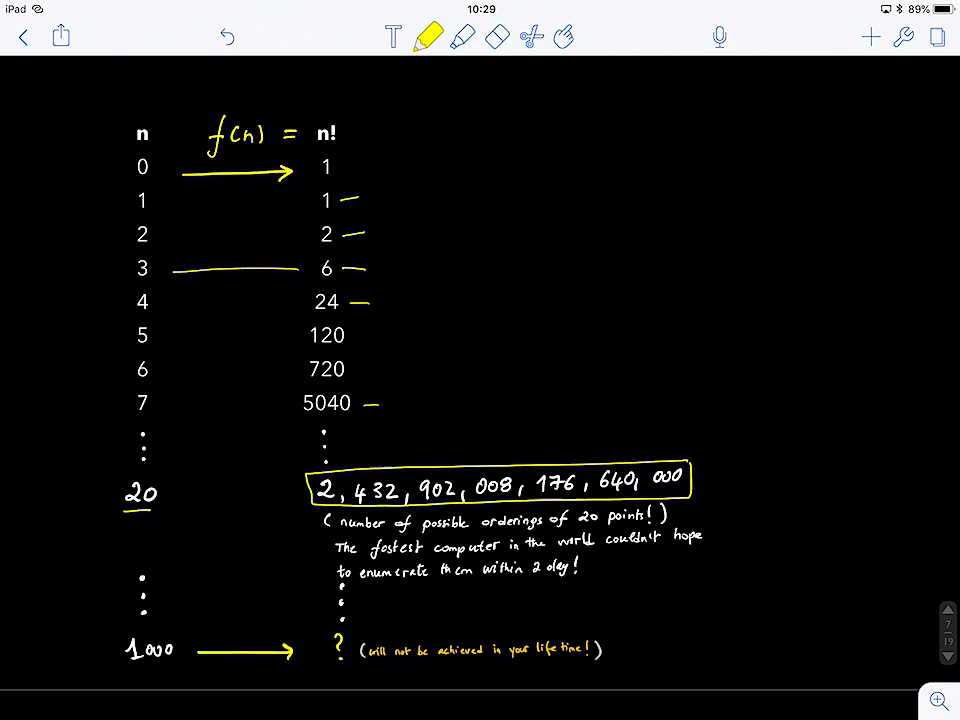 iPad 10:29 89%
T
n f(n) = n!
0 1
1 1
2 2
3 6
4 24
5 120
6 720
7 5040
20 2,432,902,008,176,640,000
(number of possible orderings of 20 points!)
The fastest computer in the world couldn't hope
to enumerate them within 2 day!
1000 ? (will not be achieved in your life time!)
7
19